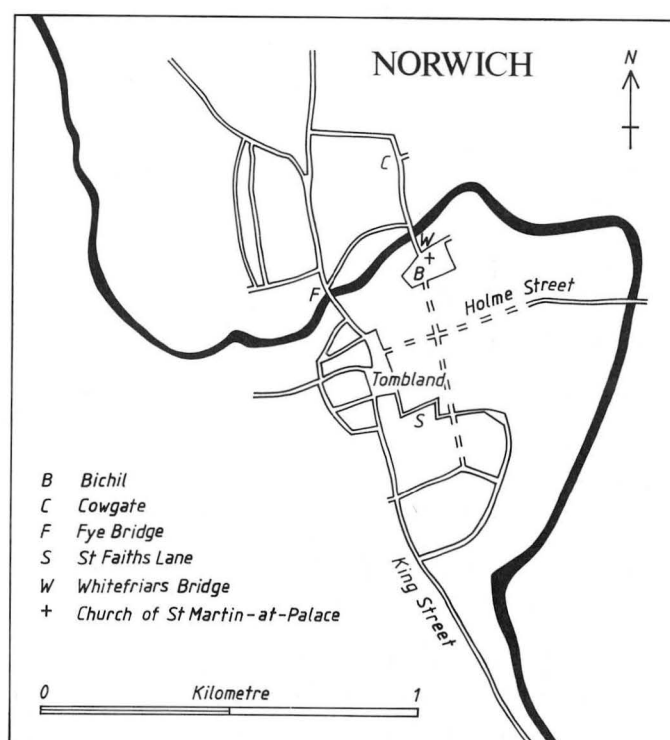 NORWICH
N
C
W
B
F
Holme Street
Tombland
S
King Street
B Bichil
C Cowgate
F Fye Bridge
S St Faiths Lane
W Whitefriars Bridge
+ Church of St Martin-at-Palace
0 Kilometre 1